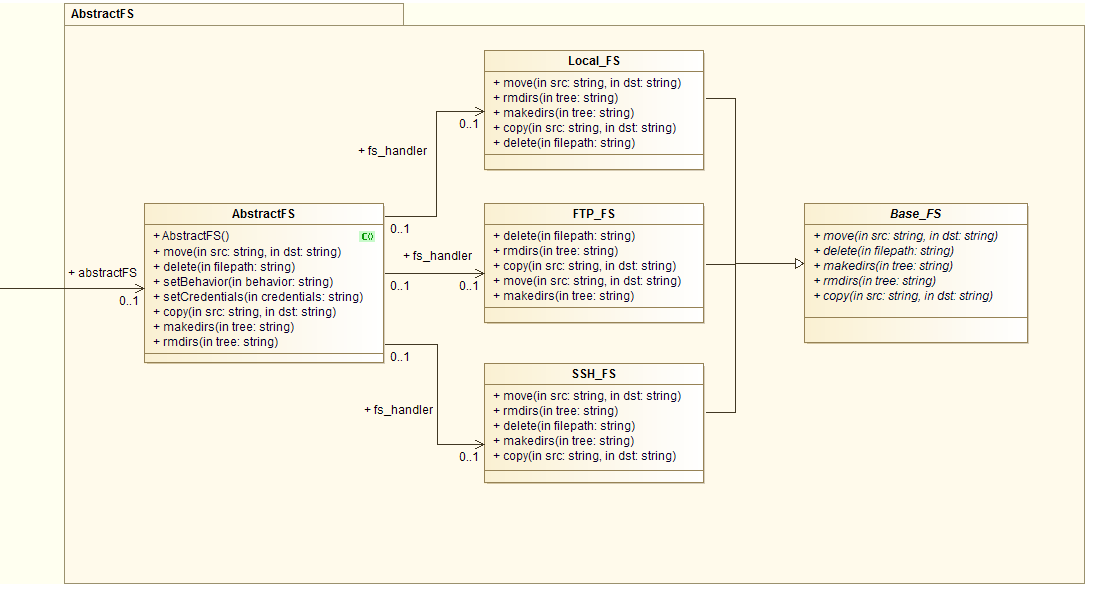 AbstractFS
Local_FS
+ move(in src: string, in dst: string)
+ rmdirs(in tree: string)
+ makedirs(in tree: string)
+ copy(in src: string, in dst: string)
+ delete(in filepath: string)
0..1
+ fs_handler
0..1
AbstractFS
+ AbstractFS()
C()
+ move(in src: string, in dst: string)
+ delete(in filepath: string)
+ setBehavior(in behavior: string)
+ setCredentials(in credentials: string)
+ copy(in src: string, in dst: string)
+ makedirs(in tree: string)
+ rmdirs(in tree: string)
+ abstractFS
0..1
+ fs_handler
0..1
0..1
FTP_FS
+ delete(in filepath: string)
+ rmdirs(in tree: string)
+ copy(in src: string, in dst: string)
+ move(in src: string, in dst: string)
+ makedirs(in tree: string)
Base_FS
+ move(in src: string, in dst: string)
+ delete(in filepath: string)
+ makedirs(in tree: string)
+ rmdirs(in tree: string)
+ copy(in src: string, in dst: string)
0..1
+ fs_handler
0..1
SSH_FS
+ move(in src: string, in dst: string)
+ rmdirs(in tree: string)
+ delete(in filepath: string)
+ makedirs(in tree: string)
+ copy(in src: string, in dst: string)